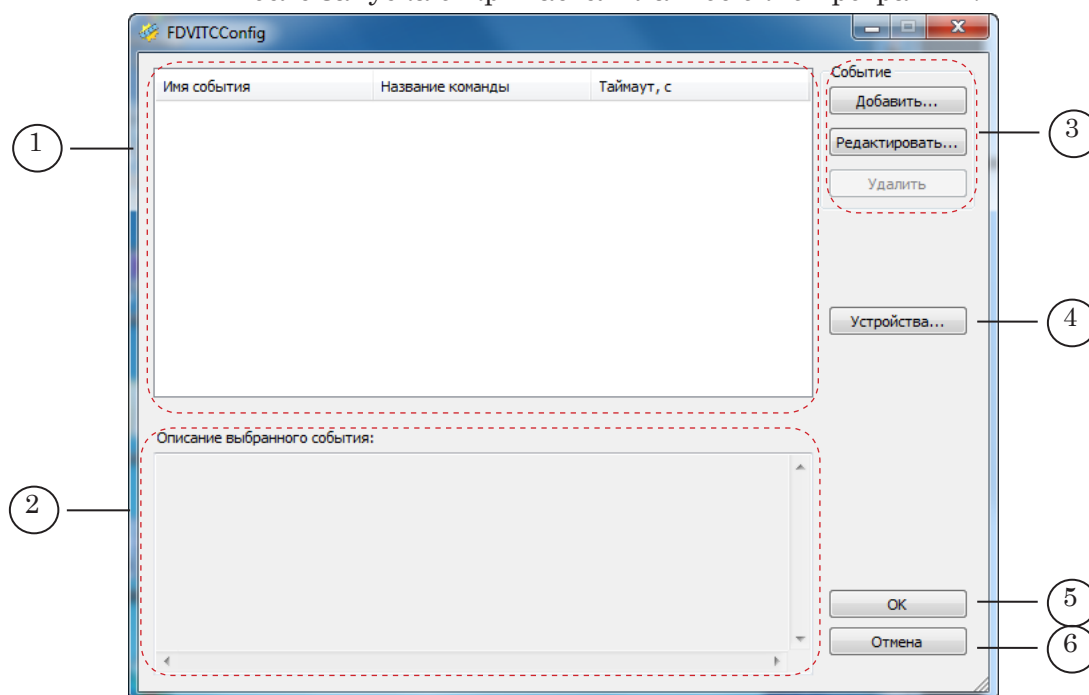 FDVITCConfig
Имя события Название команды Таймаут, с
Событие
Добавить...
Редактировать...
Удалить
1
3
Устройства...
4
Описание выбранного события:
2
OK
5
Отмена
6